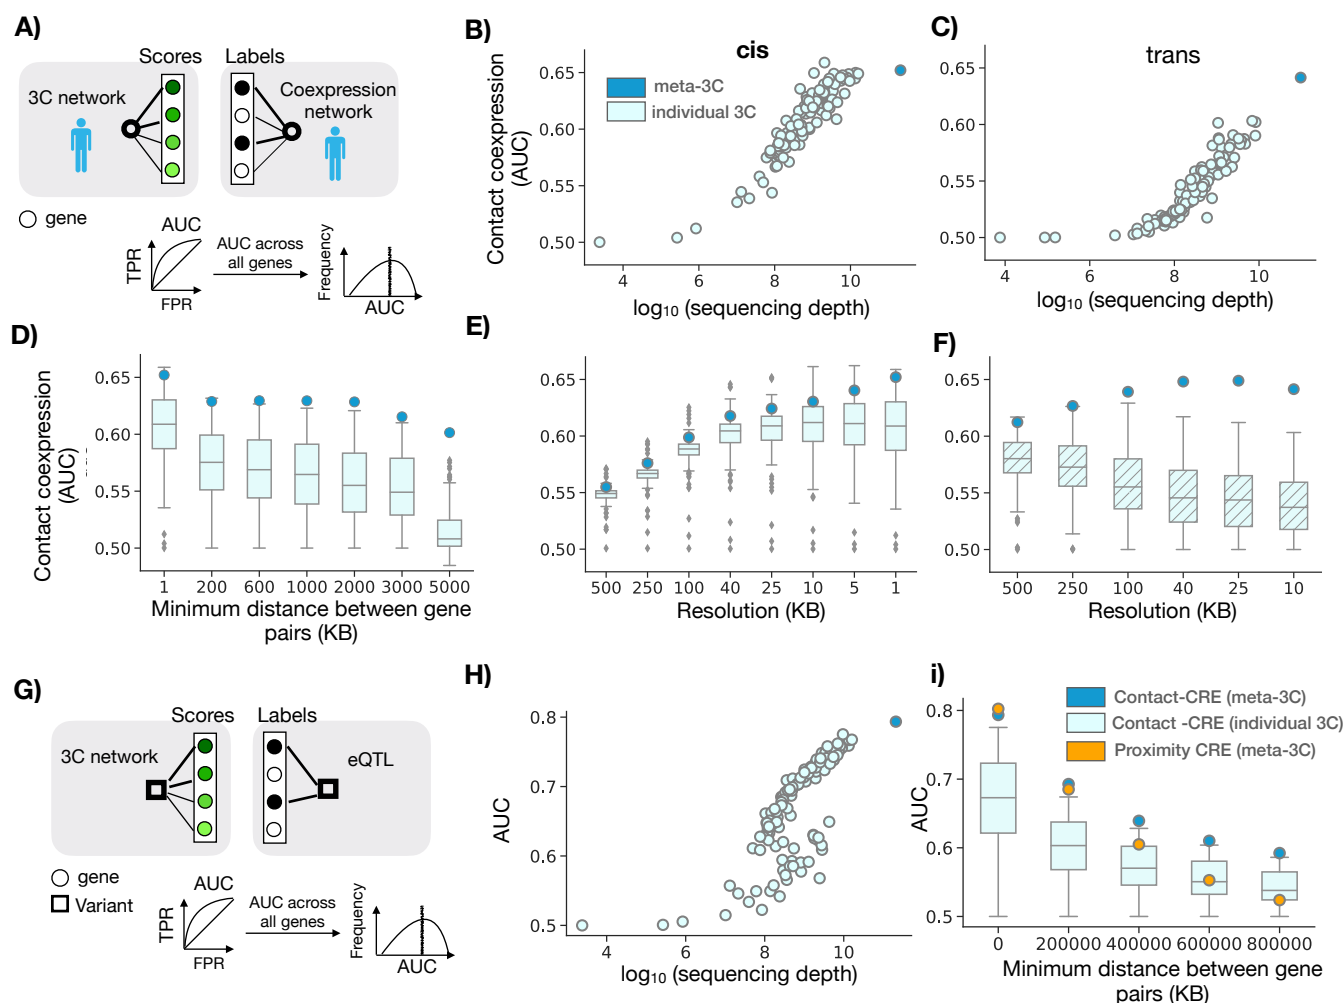 A)
Scores
Labels
3C network
Coexpression
network
gene
AUC
TPR
FPR
AUC across
all genes
Frequency
AUC
B)
cis
meta-3C
individual 3C
Contact coexpression
(AUC)
0.65
0.60
0.55
0.50
4
6
8
10
log₁₀ (sequencing depth)
C)
trans
0.65
0.60
0.55
0.50
4
6
8
10
log₁₀ (sequencing depth)
D)
Contact coexpression
(AUC)
0.65
0.60
0.55
0.50
1
200
600
1000
2000
3000
5000
Minimum distance between gene
pairs (KB)
E)
0.65
0.60
0.55
0.50
500
250
100
40
25
10
5
1
Resolution (KB)
F)
0.65
0.60
0.55
0.50
500
250
100
40
25
10
Resolution (KB)
G)
Scores
Labels
3C network
eQTL
gene
Variant
AUC
TPR
FPR
AUC across
all genes
Frequency
AUC
H)
AUC
0.8
0.7
0.6
0.5
4
6
8
10
log₁₀ (sequencing depth)
i)
Contact-CRE (meta-3C)
Contact -CRE (individual 3C)
Proximity CRE (meta-3C)
AUC
0.8
0.7
0.6
0.5
0
200000
400000
600000
800000
Minimum distance between gene
pairs (KB)